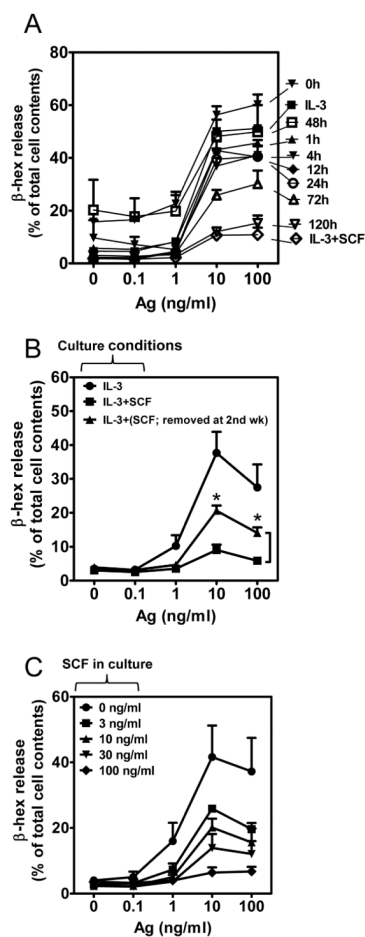 A
β-hex release
(% of total cell contents)
80
60
40
20
0
0h
IL-3
48h
1h
4h
12h
24h
72h
120h
IL-3+SCF
0 0.1 1 10 100
Ag (ng/ml)
B
Culture conditions
IL-3
IL-3+SCF
IL-3+(SCF; removed at 2nd wk)
β-hex release
(% of total cell contents)
60
50
40
30
20
10
0
*
*
0 0.1 1 10 100
Ag (ng/ml)
C
SCF in culture
0 ng/ml
3 ng/ml
10 ng/ml
30 ng/ml
100 ng/ml
β-hex release
(% of total cell contents)
60
40
20
0
0 0.1 1 10 100
Ag (ng/ml)